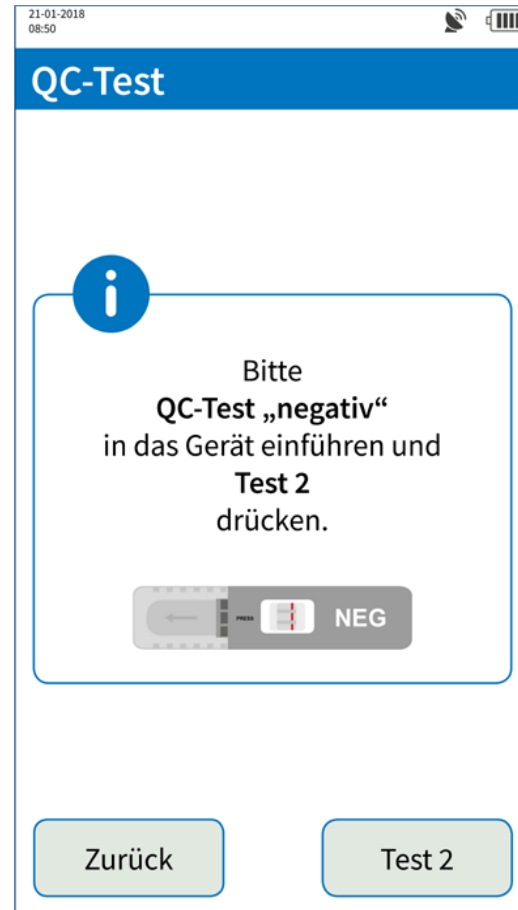 21-01-2018
08:50
QC-Test
i
Bitte
QC-Test „negativ“
in das Gerät einführen und
Test 2
drücken.
PRESS
NEG
Zurück
Test 2